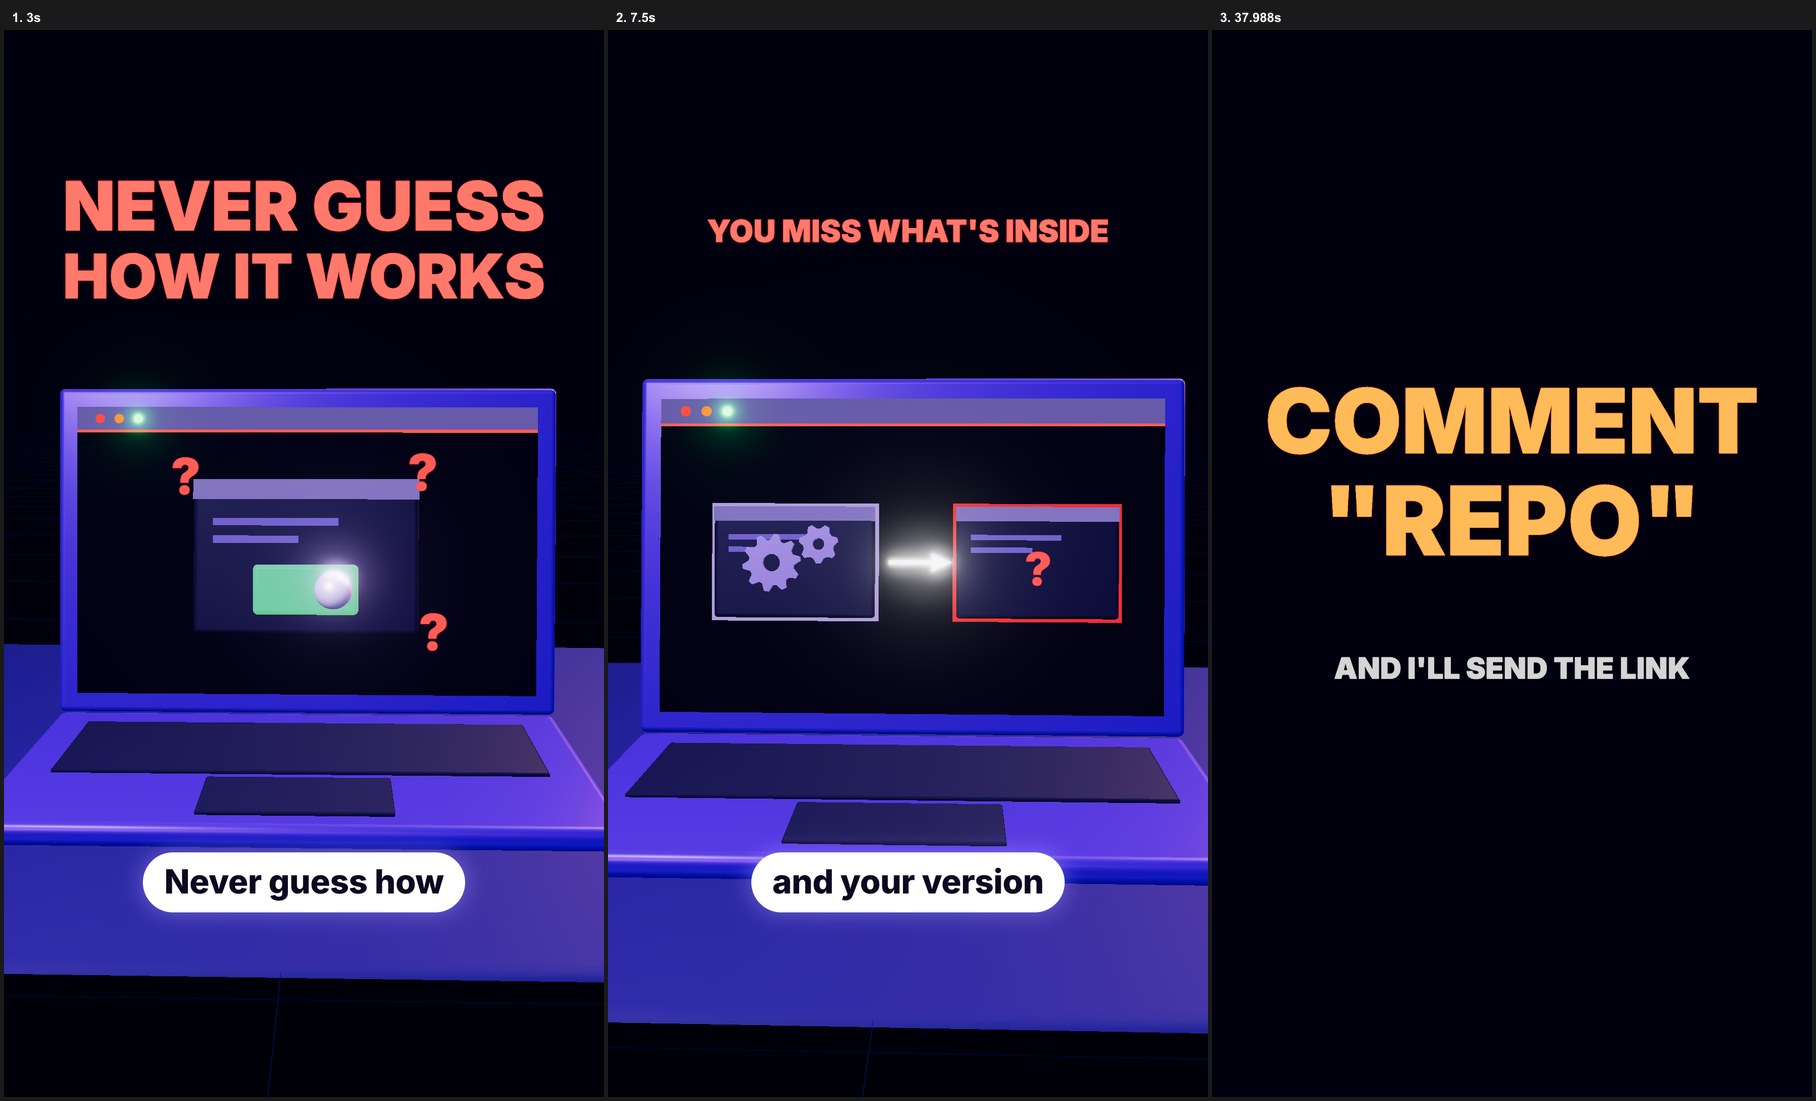 1. 3s
NEVER GUESS
HOW IT WORKS
?
?
?
Never guess how
2. 7.5s
YOU MISS WHAT'S INSIDE
?
and your version
3. 37.988s
COMMENT
"REPO"
AND I'LL SEND THE LINK